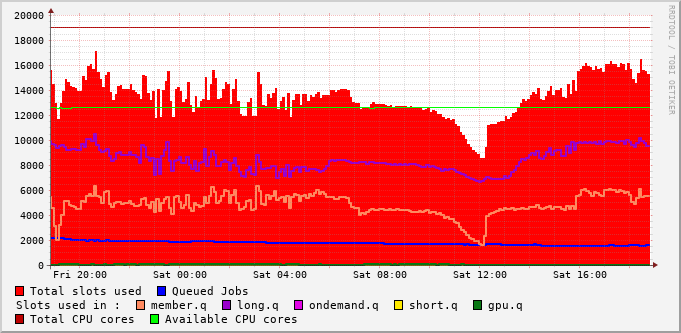 20000
18000
16000
14000
12000
10000
8000
6000
4000
2000
0
Fri 20:00 Sat 00:00 Sat 04:00 Sat 08:00 Sat 12:00 Sat 16:00
RRDTOOL / TOBI OETIKER
Total slots used Queued Jobs
Slots used in : member.q long.q ondemand.q short.q gpu.q
Total CPU cores Available CPU cores